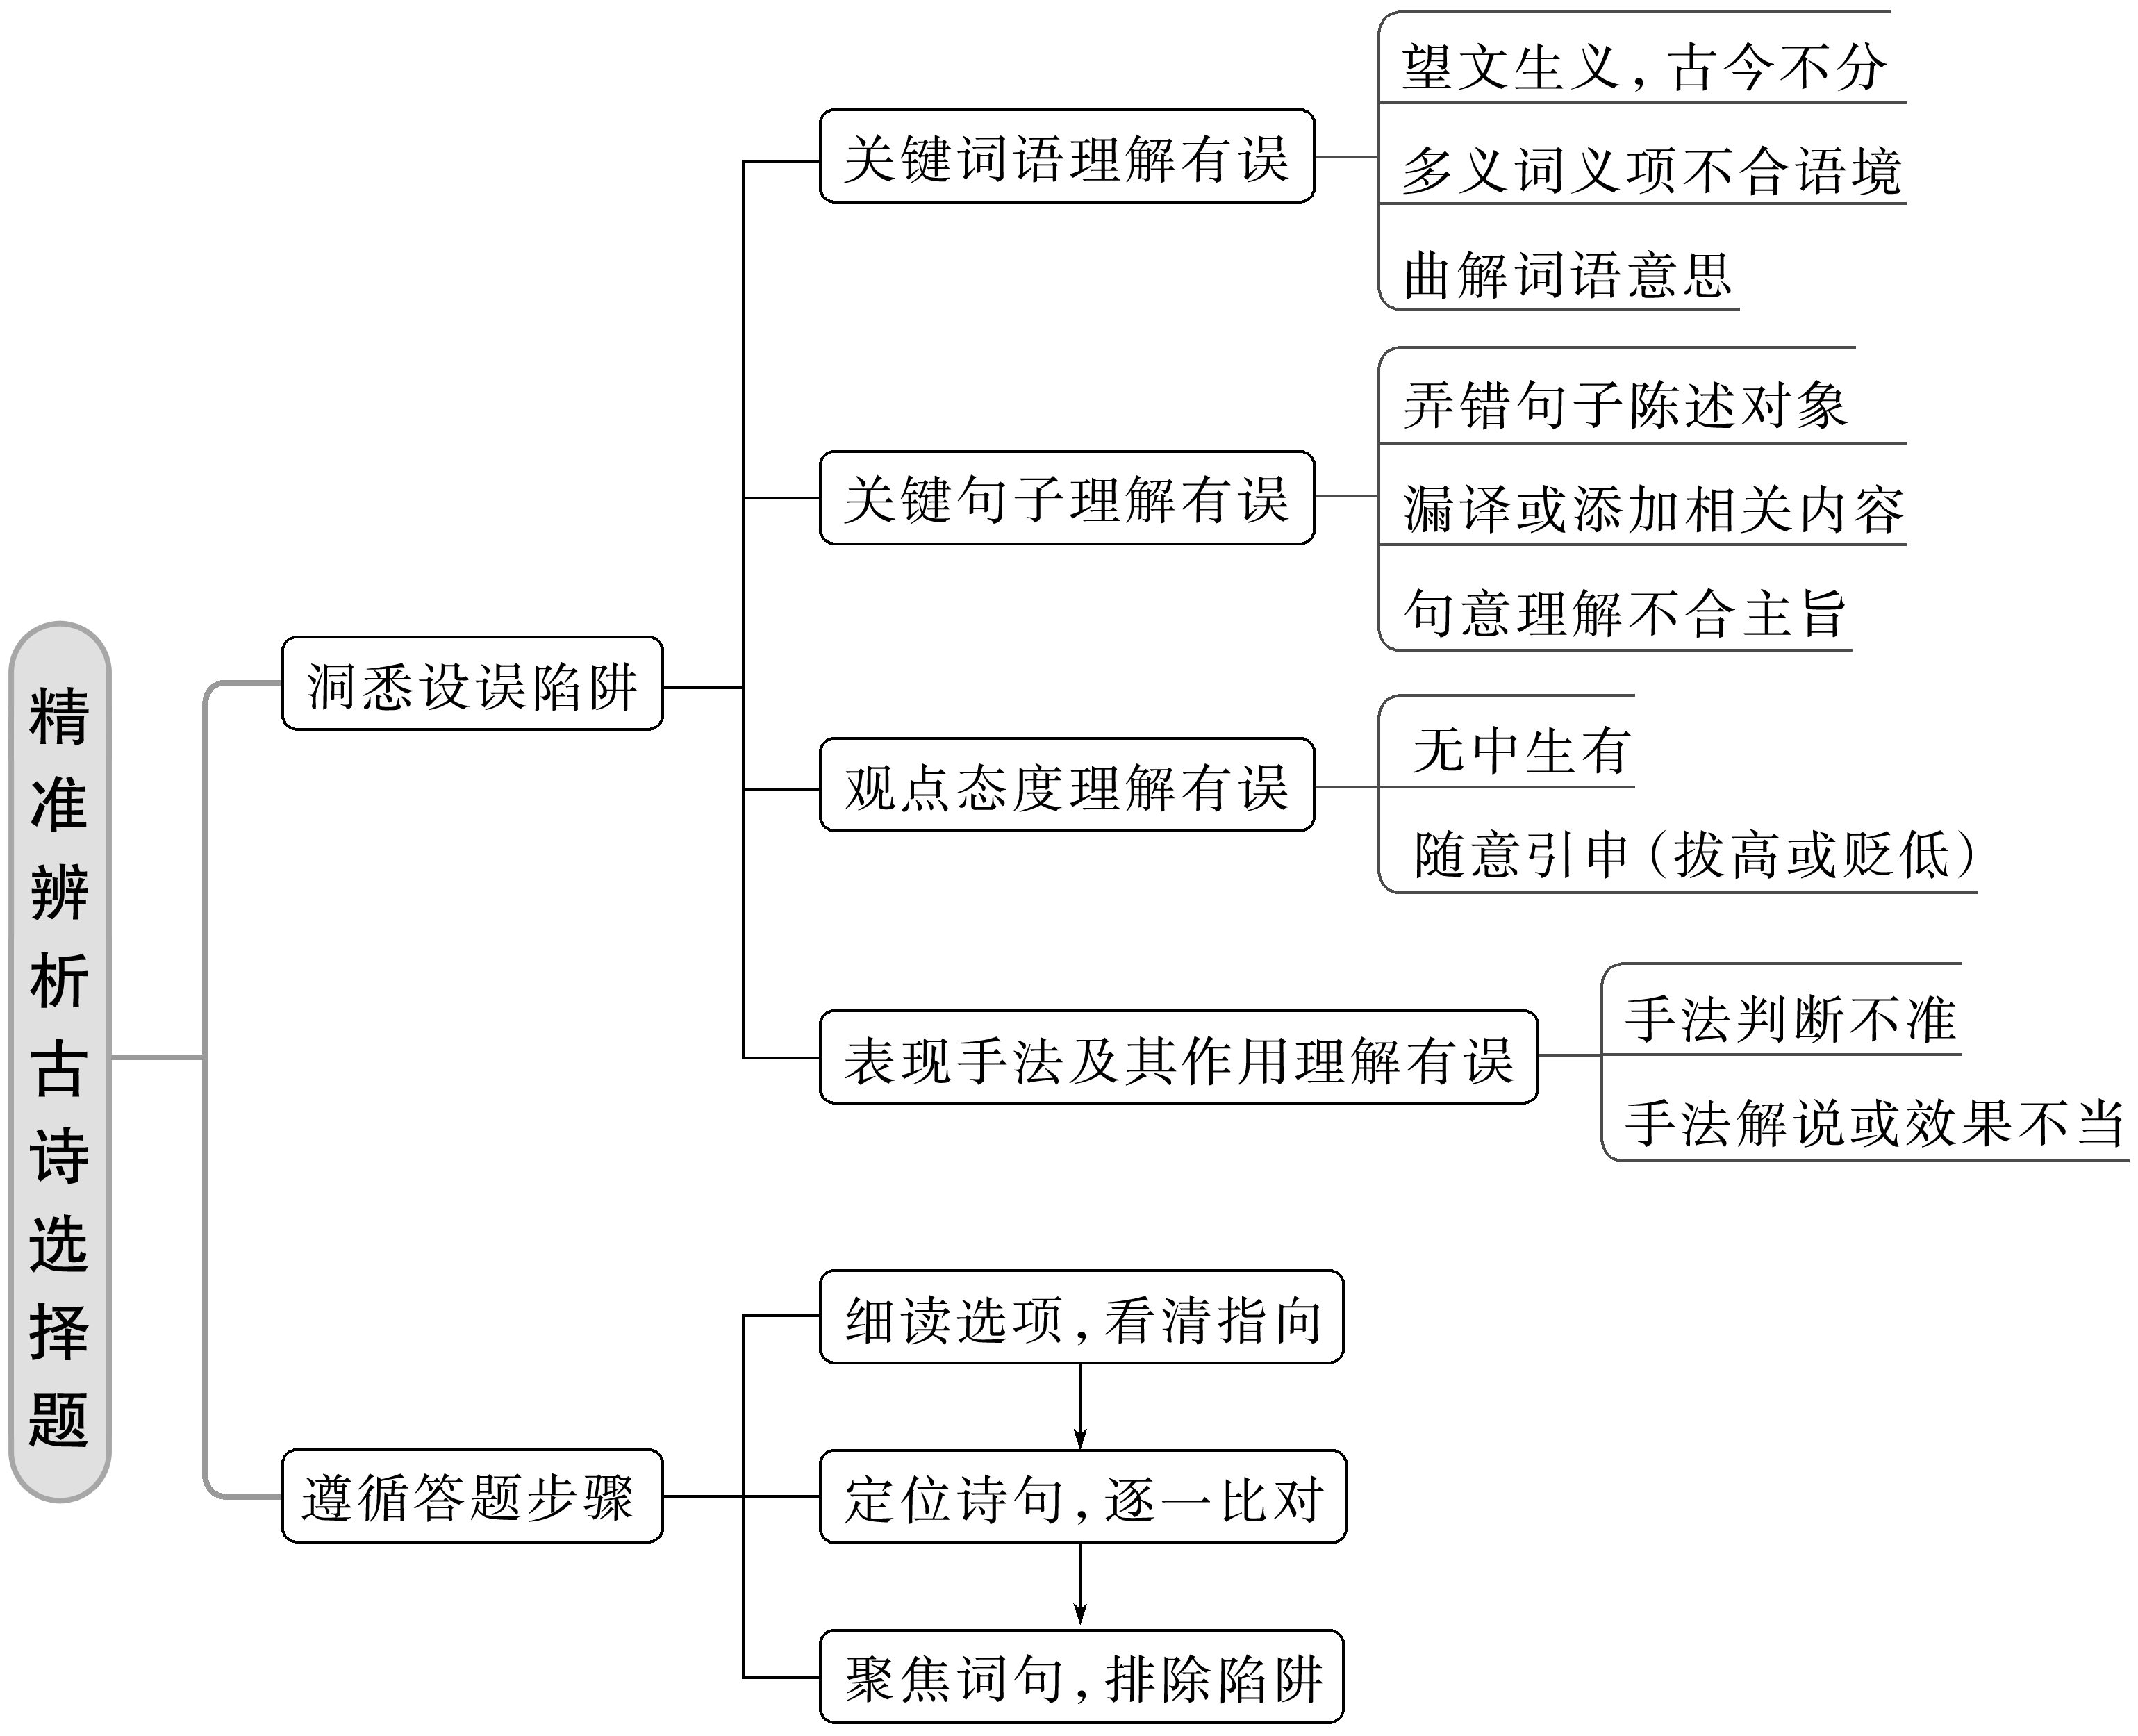 精准辨析古诗选择题
洞悉设误陷阱
关键词语理解有误
望文生义,古今不分
多义词义项不合语境
曲解词语意思
关键句子理解有误
弄错句子陈述对象
漏译或添加相关内容
句意理解不合主旨
观点态度理解有误
无中生有
随意引申(拔高或贬低)
表现手法及其作用理解有误
手法判断不准
手法解说或效果不当
遵循答题步骤
细读选项,看清指向
定位诗句,逐一比对
聚焦词句,排除陷阱